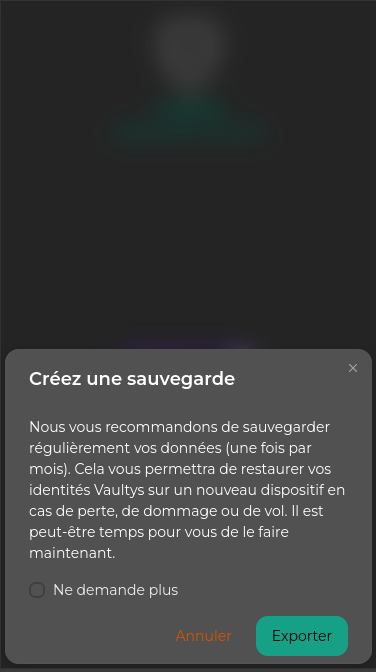 Créez une sauvegarde
Nous vous recommandons de sauvegarder
régulièrement vos données (une fois par
mois). Cela vous permettra de restaurer vos
identités Vaultys sur un nouveau dispositif en
cas de perte, de dommage ou de vol. Il est
peut-être temps pour vous de le faire
maintenant.
Ne demande plus
Annuler
Exporter